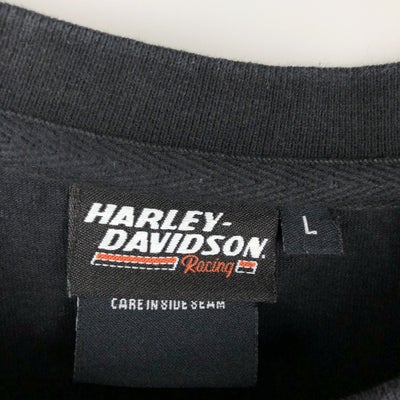 HARLEY-
DAVIDSON
Racing
L
CARE IN SIDE SEAM